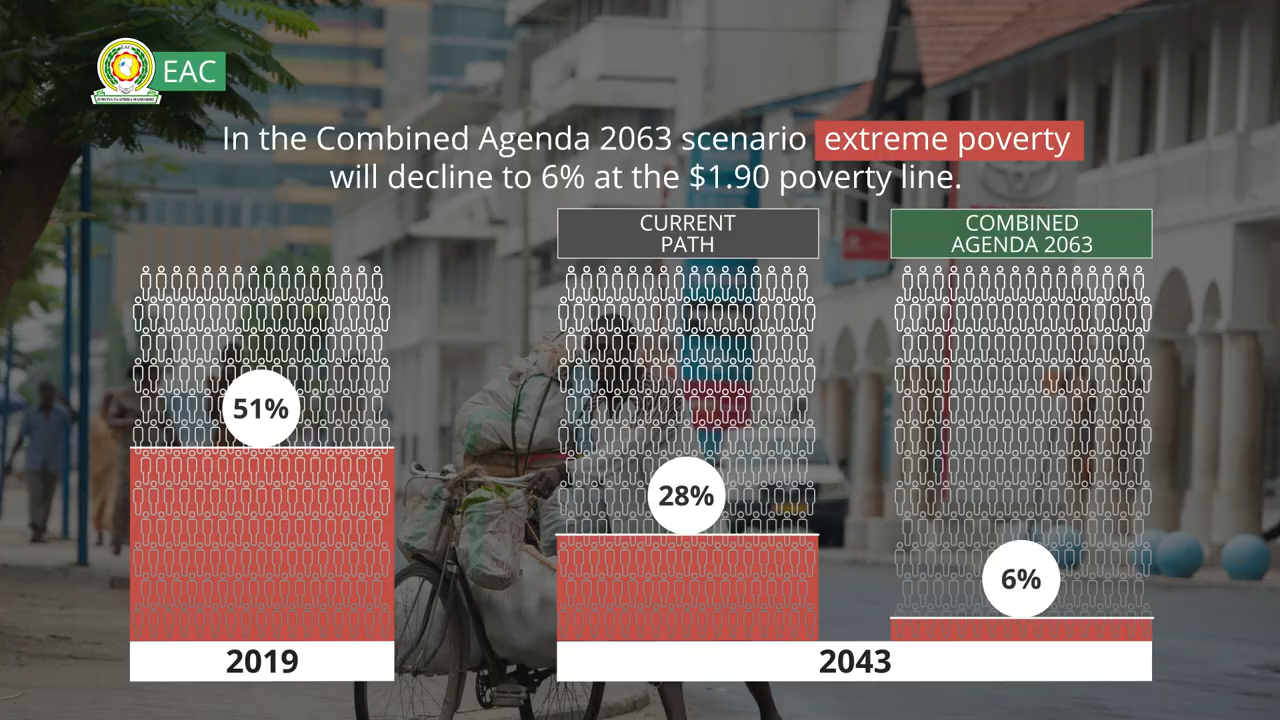 EAC
In the Combined Agenda 2063 scenario extreme poverty
will decline to 6% at the $1.90 poverty line.
CURRENT
PATH
COMBINED
AGENDA 2063
51%
28%
6%
2019
2043